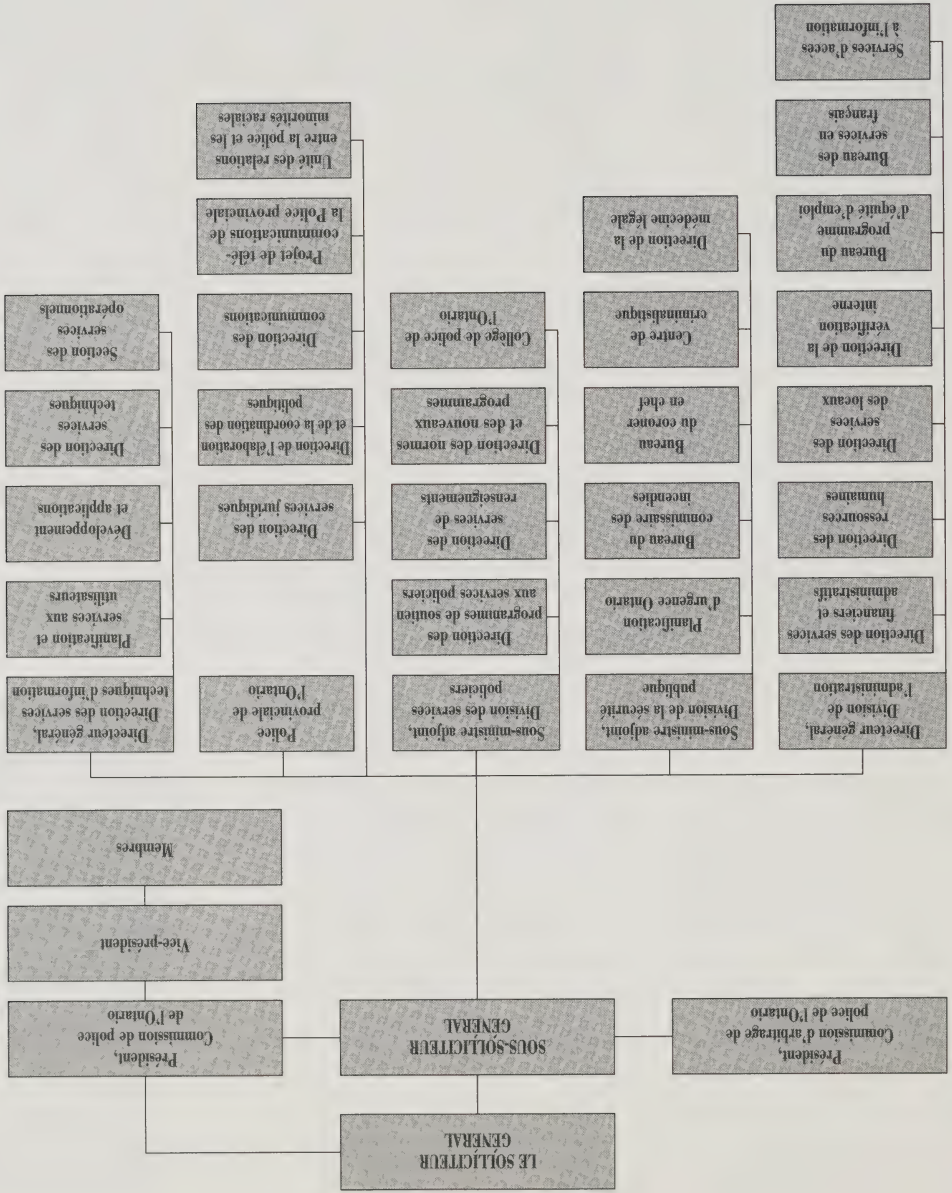 LE SOLLICITEUR
GÉNÉRAL
Président,
Commission d'arbitrage de
police de l'Ontario
SOUS-SOLLICITEUR
GÉNÉRAL
Président,
Commission de police
de l'Ontario
Vice-président
Membres
Directeur général,
Division de
l'administration
Direction des services
financiers et
administratifs
Direction des
ressources
humaines
Direction des
services
des locaux
Direction de la
vérification
interne
Bureau du
programme
d'équité d'emploi
Bureau des
services en
français
Services d'accès
à l'information
Sous-ministre adjoint,
Division de la sécurité
publique
Planification
d'urgence Ontario
Bureau du
commissaire des
incendies
Bureau
du coroner
en chef
Centre de
criminalistique
Direction de la
médecine légale
Sous-ministre adjoint,
Division des services
policiers
Direction des
programmes de soutien
aux services policiers
Direction des
services de
renseignements
Direction des normes
et des nouveaux
programmes
Collège de police de
l'Ontario
Police
provinciale de
l'Ontario
Direction des
services juridiques
Direction de l'élaboration
et de la coordination des
politiques
Direction des
communications
Projet de télé-
communications de
la Police provinciale
Unité des relations
entre la police et les
minorités raciales
Directeur général,
Direction des services
techniques d'information
Planification et
services aux
utilisateurs
Développement
et applications
Direction des
services
techniques
Section des
services
opérationnels